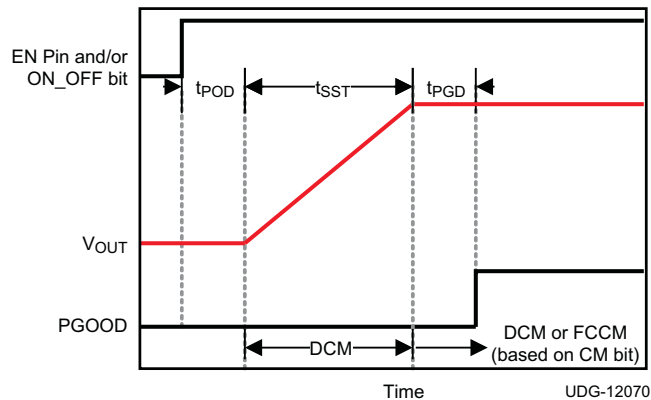 EN Pin and/or
ON_OFF bit
tPOD
tSST
tPGD
VOUT
PGOOD
DCM
DCM or FCCM
(based on CM bit)
Time
UDG-12070